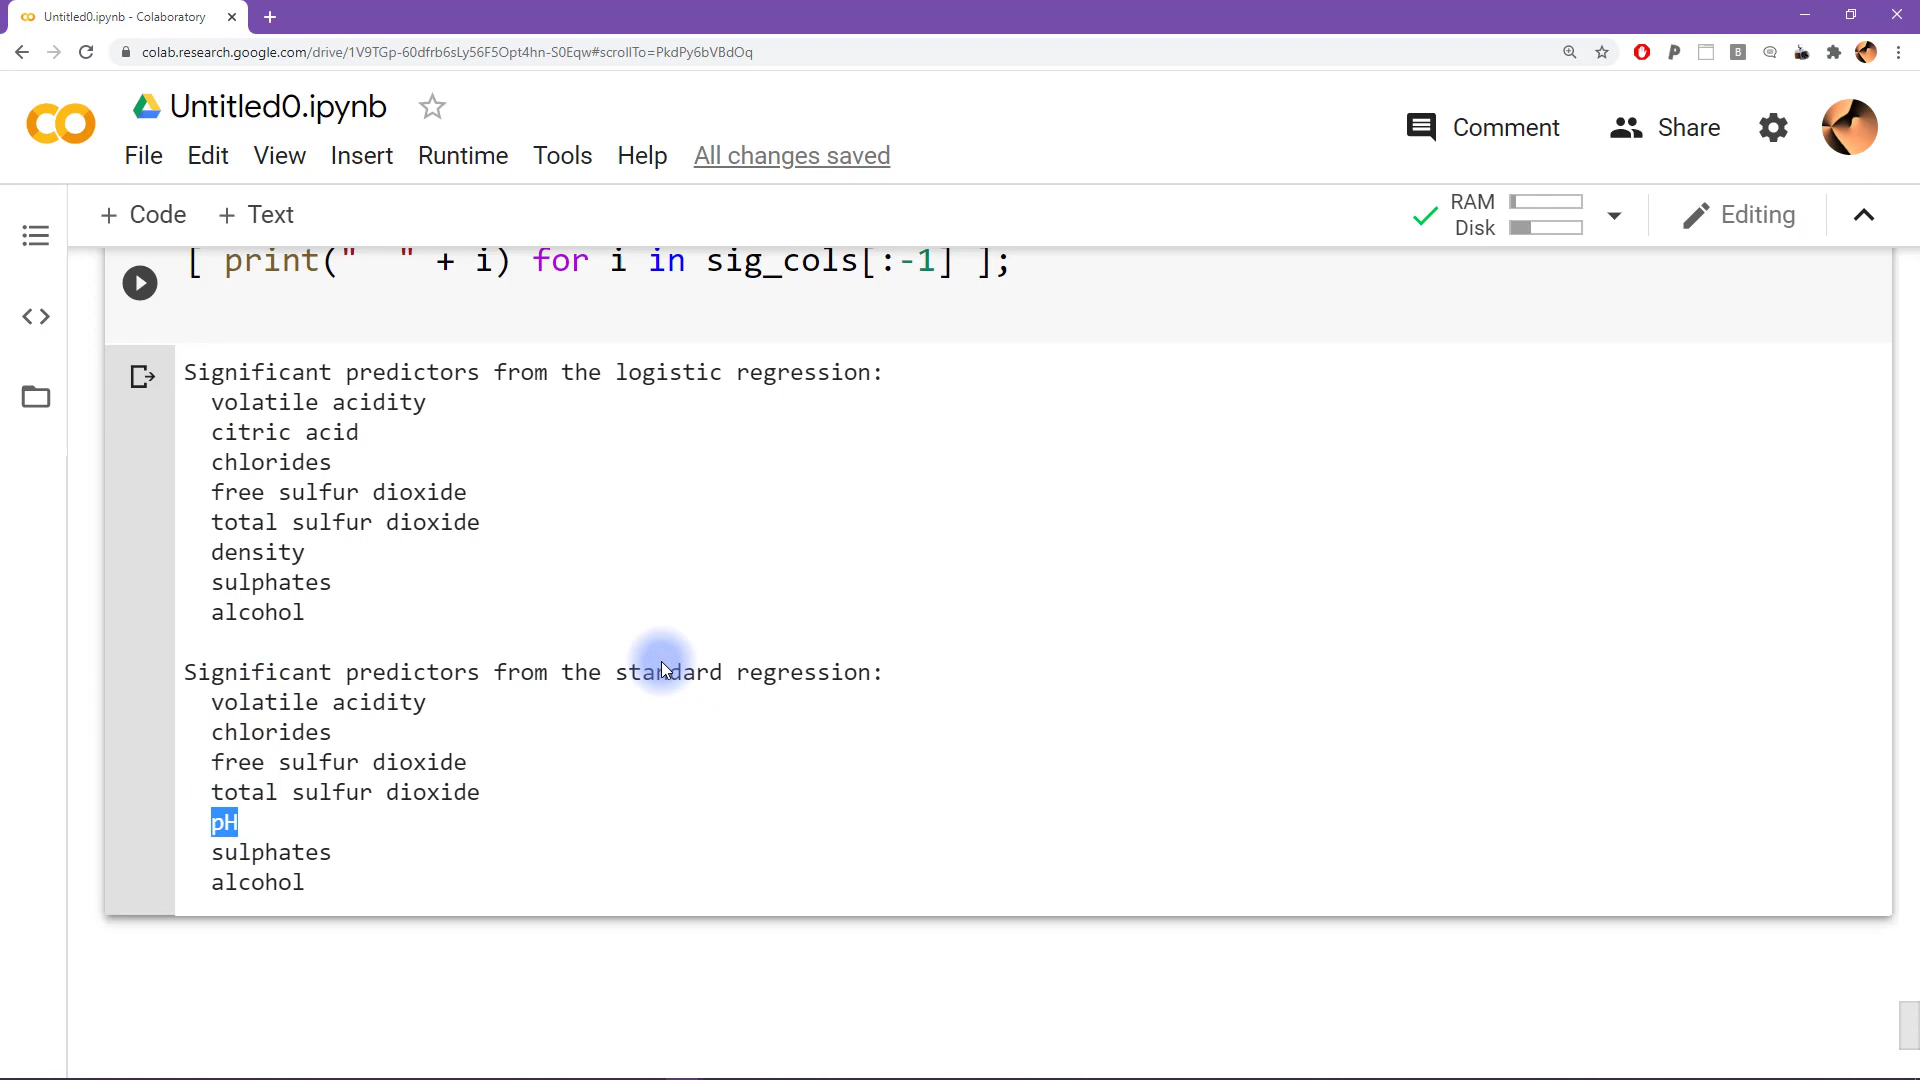 Untitled0.ipynb - Colaboratory
colab.research.google.com/drive/1V9TGp-60dfrb6sLy56F5Opt4hn-S0Eqw#scrollTo=PkdPy6bVBdOq
Untitled0.ipynb
Comment
Share
File Edit View Insert Runtime Tools Help All changes saved
+ Code + Text
RAM
Disk
Editing
[ print("  " + i) for i in sig_cols[:-1] ];
Significant predictors from the logistic regression:
volatile acidity
citric acid
chlorides
free sulfur dioxide
total sulfur dioxide
density
sulphates
alcohol
Significant predictors from the standard regression:
volatile acidity
chlorides
free sulfur dioxide
total sulfur dioxide
pH
sulphates
alcohol